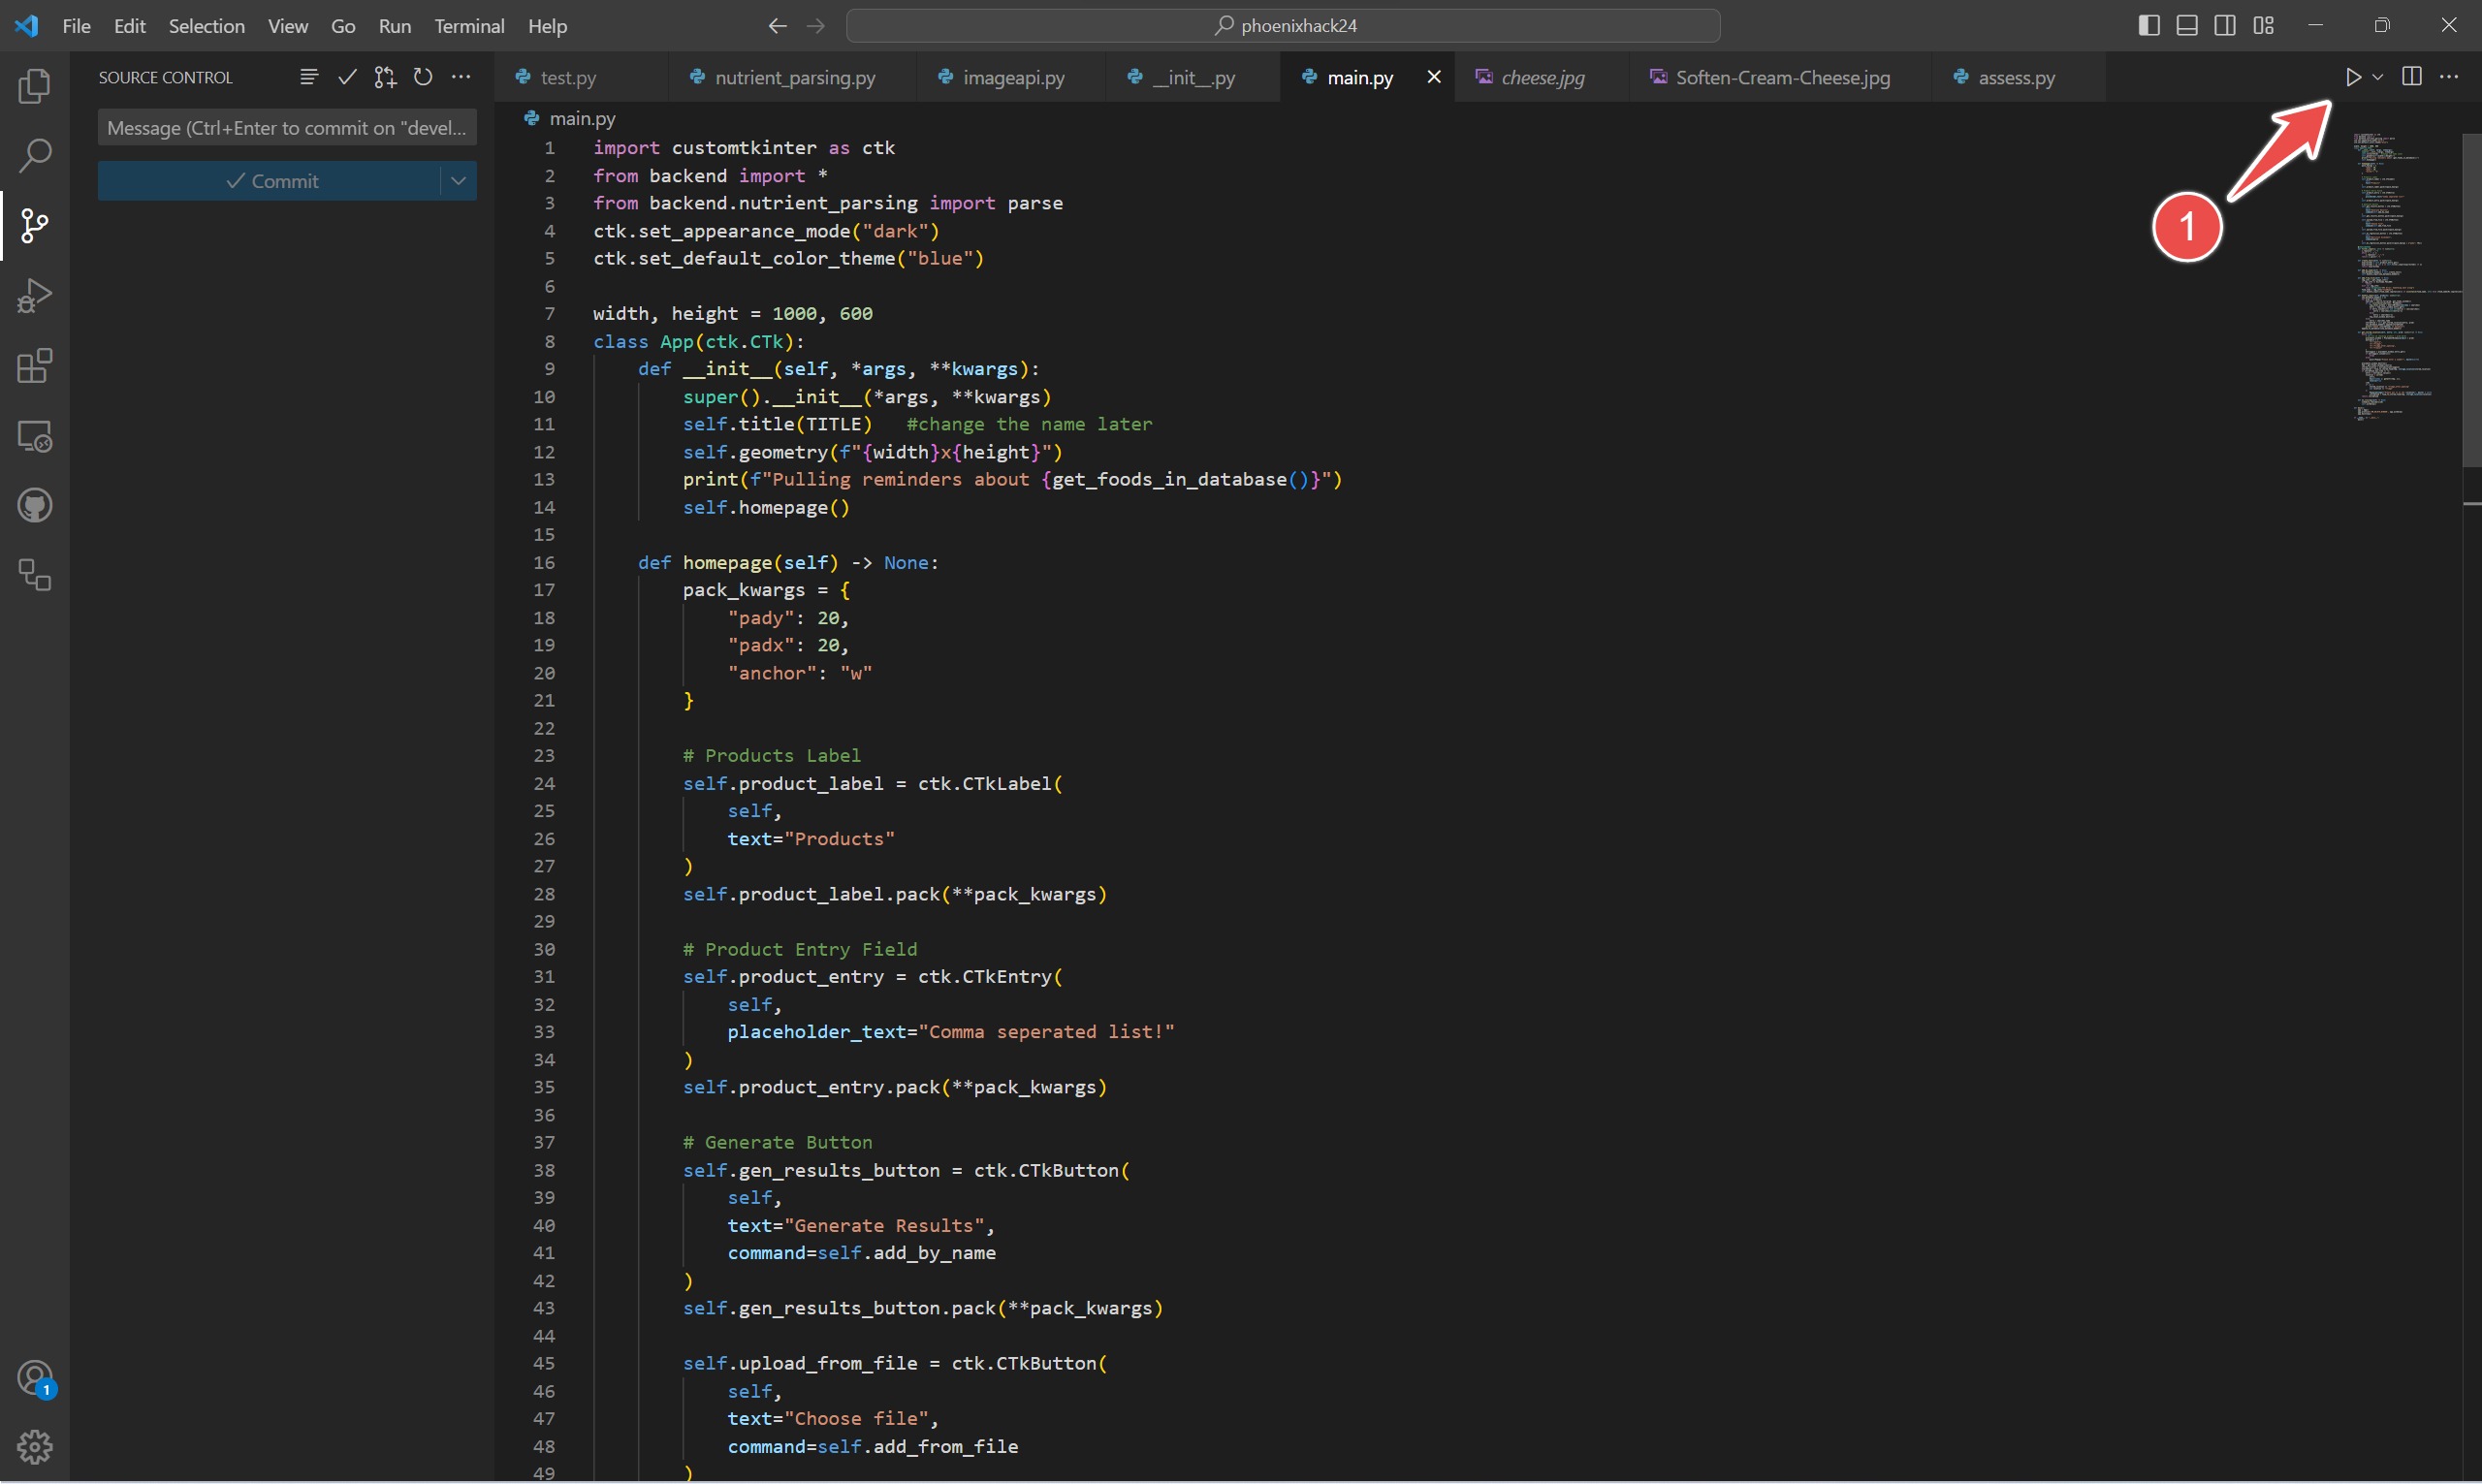 File Edit Selection View Go Run Terminal Help
phoenixhack24
SOURCE CONTROL
test.py nutrient_parsing.py imageapi.py __init__.py main.py cheese.jpg Soften-Cream-Cheese.jpg assess.py
Message (Ctrl+Enter to commit on "devel...
main.py
Commit
1
1 import customtkinter as ctk
2 from backend import *
3 from backend.nutrient_parsing import parse
4 ctk.set_appearance_mode("dark")
5 ctk.set_default_color_theme("blue")
6
7 width, height = 1000, 600
8 class App(ctk.CTk):
9 def __init__(self, *args, **kwargs):
10 super().__init__(*args, **kwargs)
11 self.title(TITLE) #change the name later
12 self.geometry(f"{width}x{height}")
13 print(f"Pulling reminders about {get_foods_in_database()}")
14 self.homepage()
15
16 def homepage(self) -> None:
17 pack_kwargs = {
18 "pady": 20,
19 "padx": 20,
20 "anchor": "w"
21 }
22
23 # Products Label
24 self.product_label = ctk.CTkLabel(
25 self,
26 text="Products"
27 )
28 self.product_label.pack(**pack_kwargs)
29
30 # Product Entry Field
31 self.product_entry = ctk.CTkEntry(
32 self,
33 placeholder_text="Comma seperated list!"
34 )
35 self.product_entry.pack(**pack_kwargs)
36
37 # Generate Button
38 self.gen_results_button = ctk.CTkButton(
39 self,
40 text="Generate Results",
41 command=self.add_by_name
42 )
43 self.gen_results_button.pack(**pack_kwargs)
44
45 self.upload_from_file = ctk.CTkButton(
46 self,
47 text="Choose file",
48 command=self.add_from_file
49 )
1